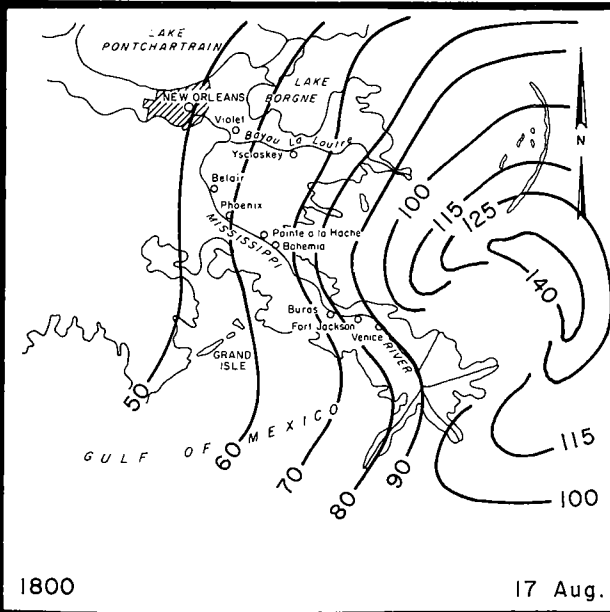 LAKE
PONTCHARTRAIN
LAKE
BORGNE
NEW ORLEANS
Violet
Bayou La Loutre
Yscloskey
N
Belair
100
Phoenix
115
125
MISSISSIPPI
Pointe a la Hache
Bohemia
140
Buras
Fort Jackson
Venice
RIVER
GRAND
ISLE
50
GULF OF MEXICO
60
70
80
90
115
100
1800
17 Aug.